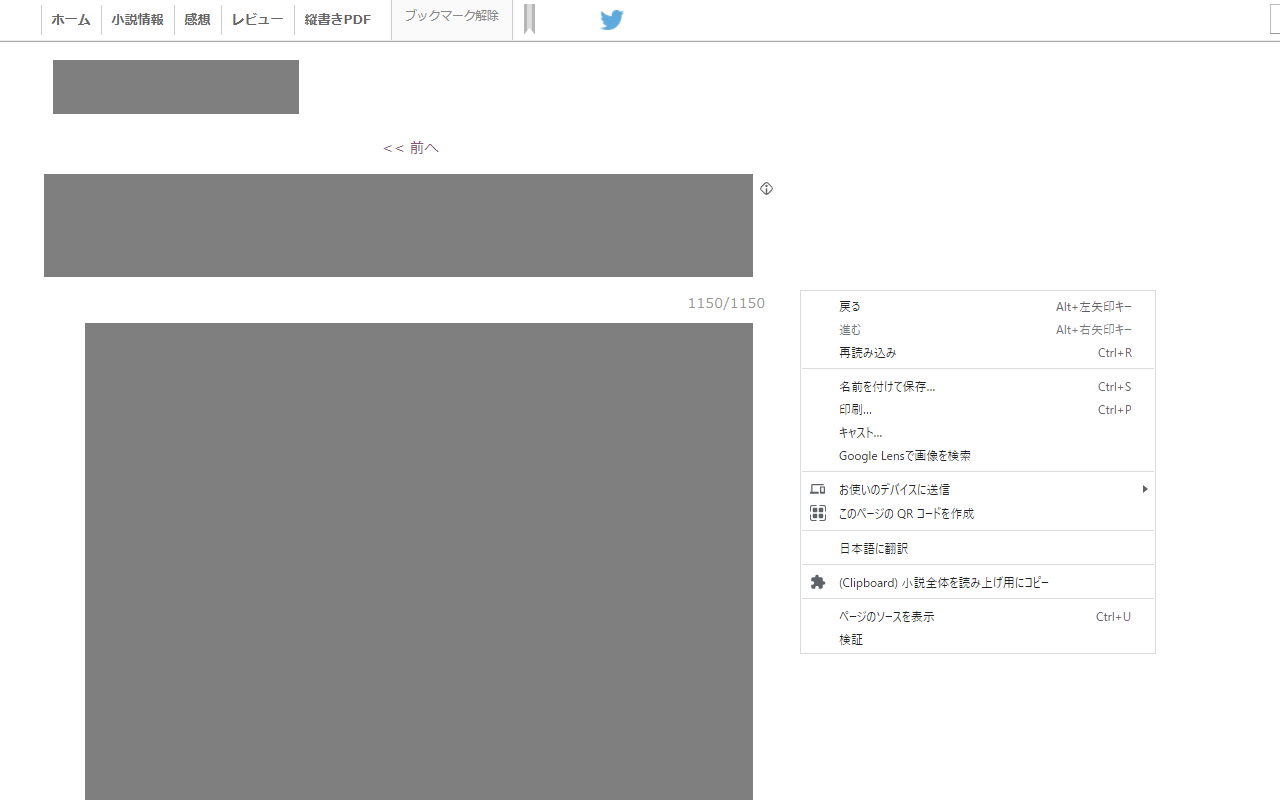 ホーム 小説情報 感想 レビュー 縦書きPDF ブックマーク解除
<< 前へ
1150/1150
戻る Alt+左矢印キー
進む Alt+右矢印キー
再読み込み Ctrl+R
名前を付けて保存... Ctrl+S
印刷... Ctrl+P
キャスト...
Google Lensで画像を検索
お使いのデバイスに送信
このページの QR コードを作成
日本語に翻訳
(Clipboard) 小説全体を読み上げ用にコピー
ページのソースを表示 Ctrl+U
検証